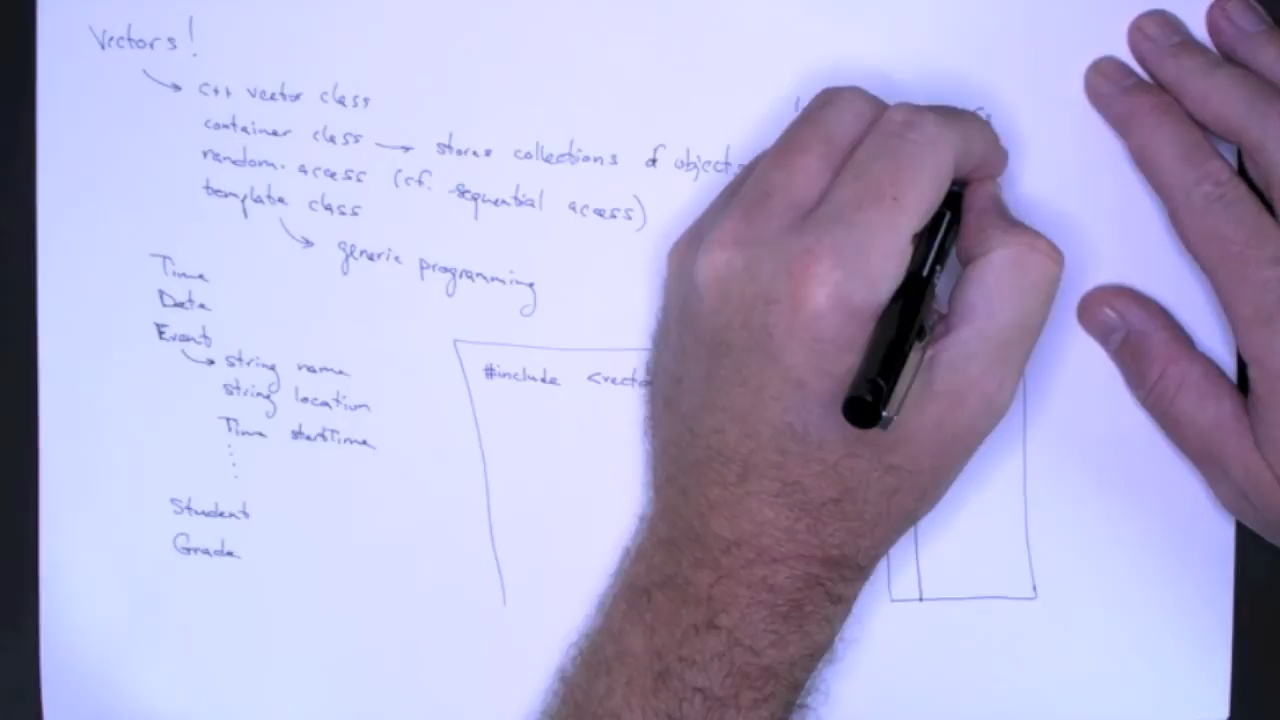 Vectors!
C++ vector class
container class → stores collections of objects
random-access (cf. sequential access)
template class
generic programming
Time
Date
Event
string name
string location
Time startTime
Student
Grade
#include <vecto